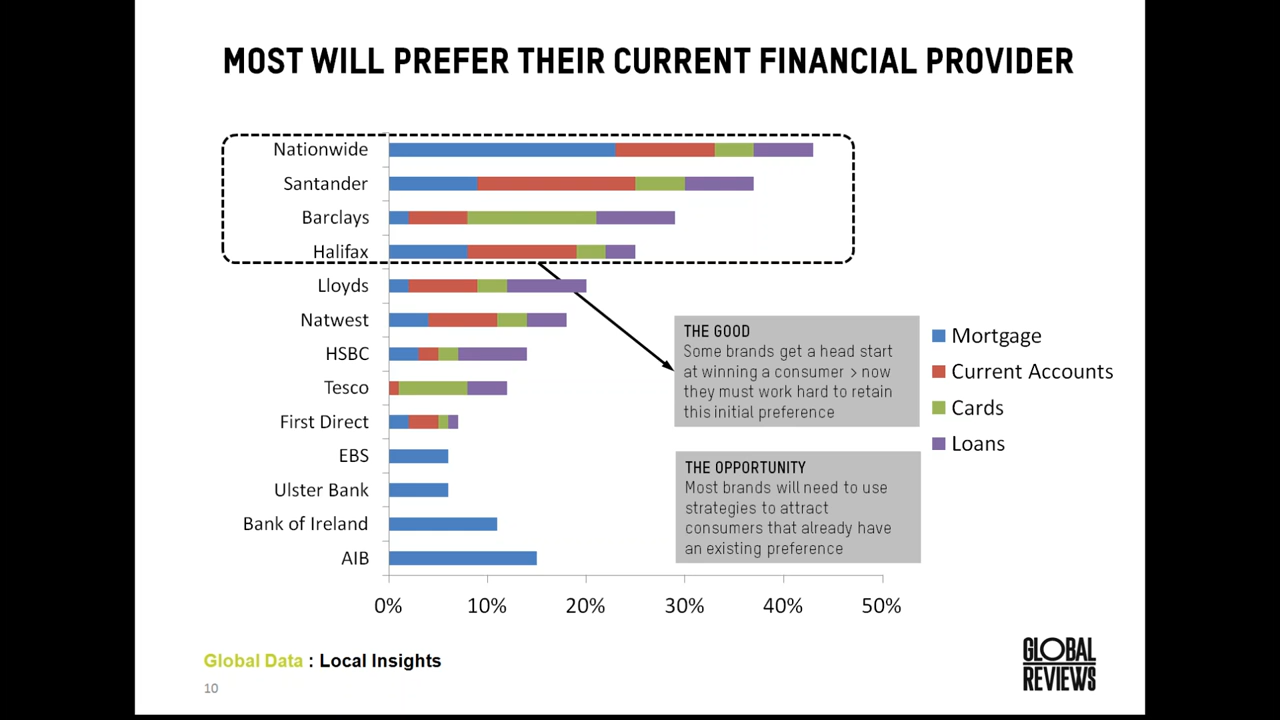 MOST WILL PREFER THEIR CURRENT FINANCIAL PROVIDER
Nationwide
Santander
Barclays
Halifax
Lloyds
Natwest
HSBC
Tesco
First Direct
EBS
Ulster Bank
Bank of Ireland
AIB
0% 10% 20% 30% 40% 50%
THE GOOD
Some brands get a head start
at winning a consumer > now
they must work hard to retain
this initial preference
THE OPPORTUNITY
Most brands will need to use
strategies to attract
consumers that already have
an existing preference
Mortgage
Current Accounts
Cards
Loans
Global Data : Local Insights
10
GLOBAL
REVIEWS